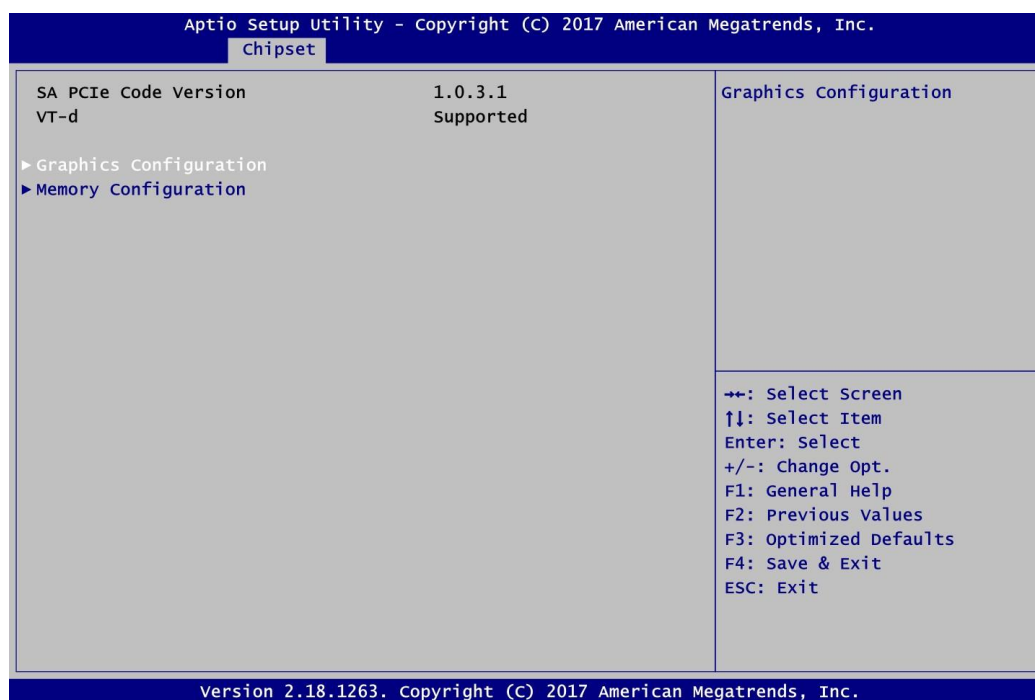 Aptio Setup Utility - Copyright (C) 2017 American Megatrends, Inc.
Chipset
SA PCIe Code Version 1.0.3.1
VT-d Supported
▶ Graphics Configuration
▶ Memory Configuration
Graphics Configuration
→←: Select Screen
↑↓: Select Item
Enter: Select
+/-: Change Opt.
F1: General Help
F2: Previous Values
F3: Optimized Defaults
F4: Save & Exit
ESC: Exit
Version 2.18.1263. Copyright (C) 2017 American Megatrends, Inc.